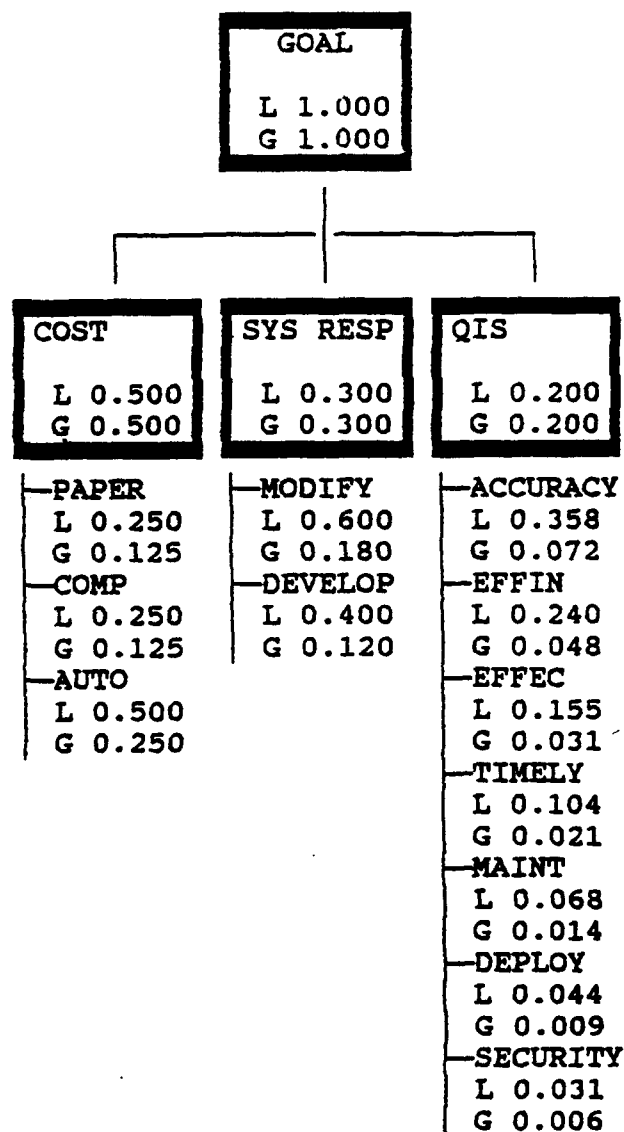 GOAL
L 1.000
G 1.000
COST
L 0.500
G 0.500
PAPER
L 0.250
G 0.125
COMP
L 0.250
G 0.125
AUTO
L 0.500
G 0.250
SYS RESP
L 0.300
G 0.300
MODIFY
L 0.600
G 0.180
DEVELOP
L 0.400
G 0.120
QIS
L 0.200
G 0.200
ACCURACY
L 0.358
G 0.072
EFFIN
L 0.240
G 0.048
EFFEC
L 0.155
G 0.031
TIMELY
L 0.104
G 0.021
MAINT
L 0.068
G 0.014
DEPLOY
L 0.044
G 0.009
SECURITY
L 0.031
G 0.006